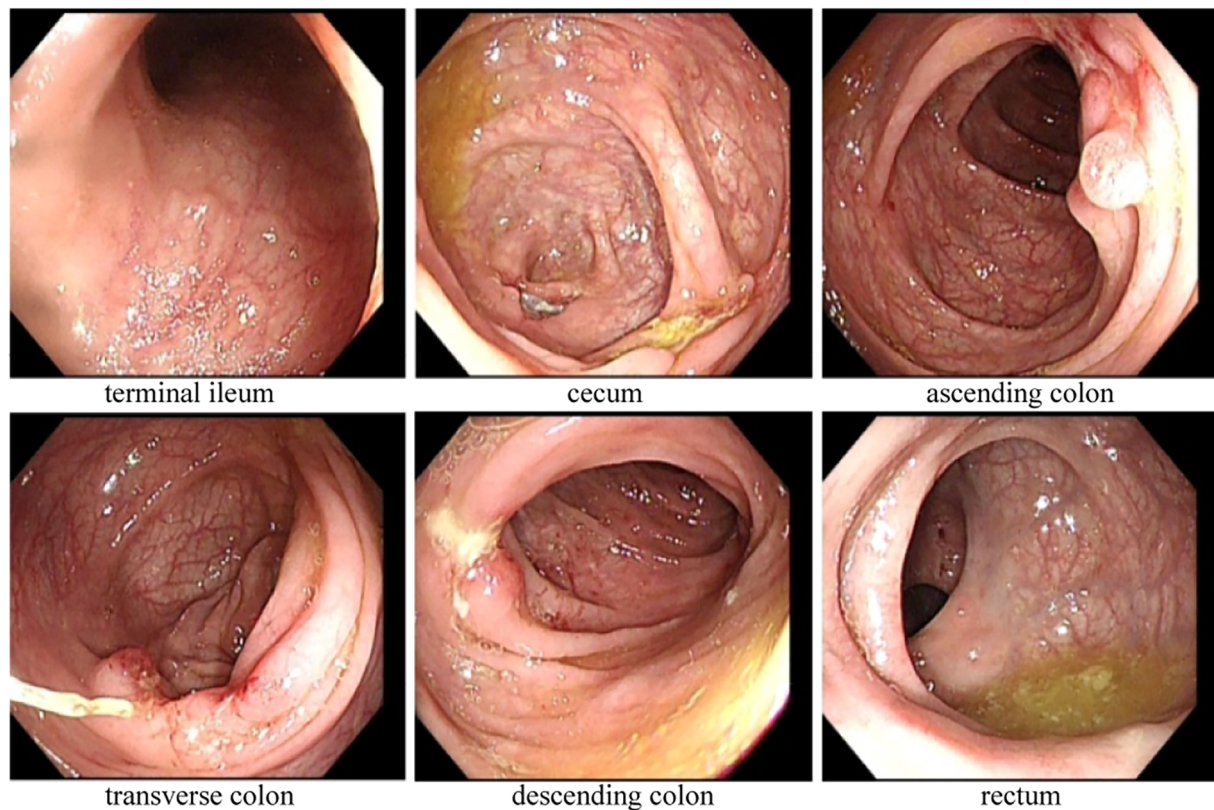 terminal ileum
cecum
ascending colon
transverse colon
descending colon
rectum